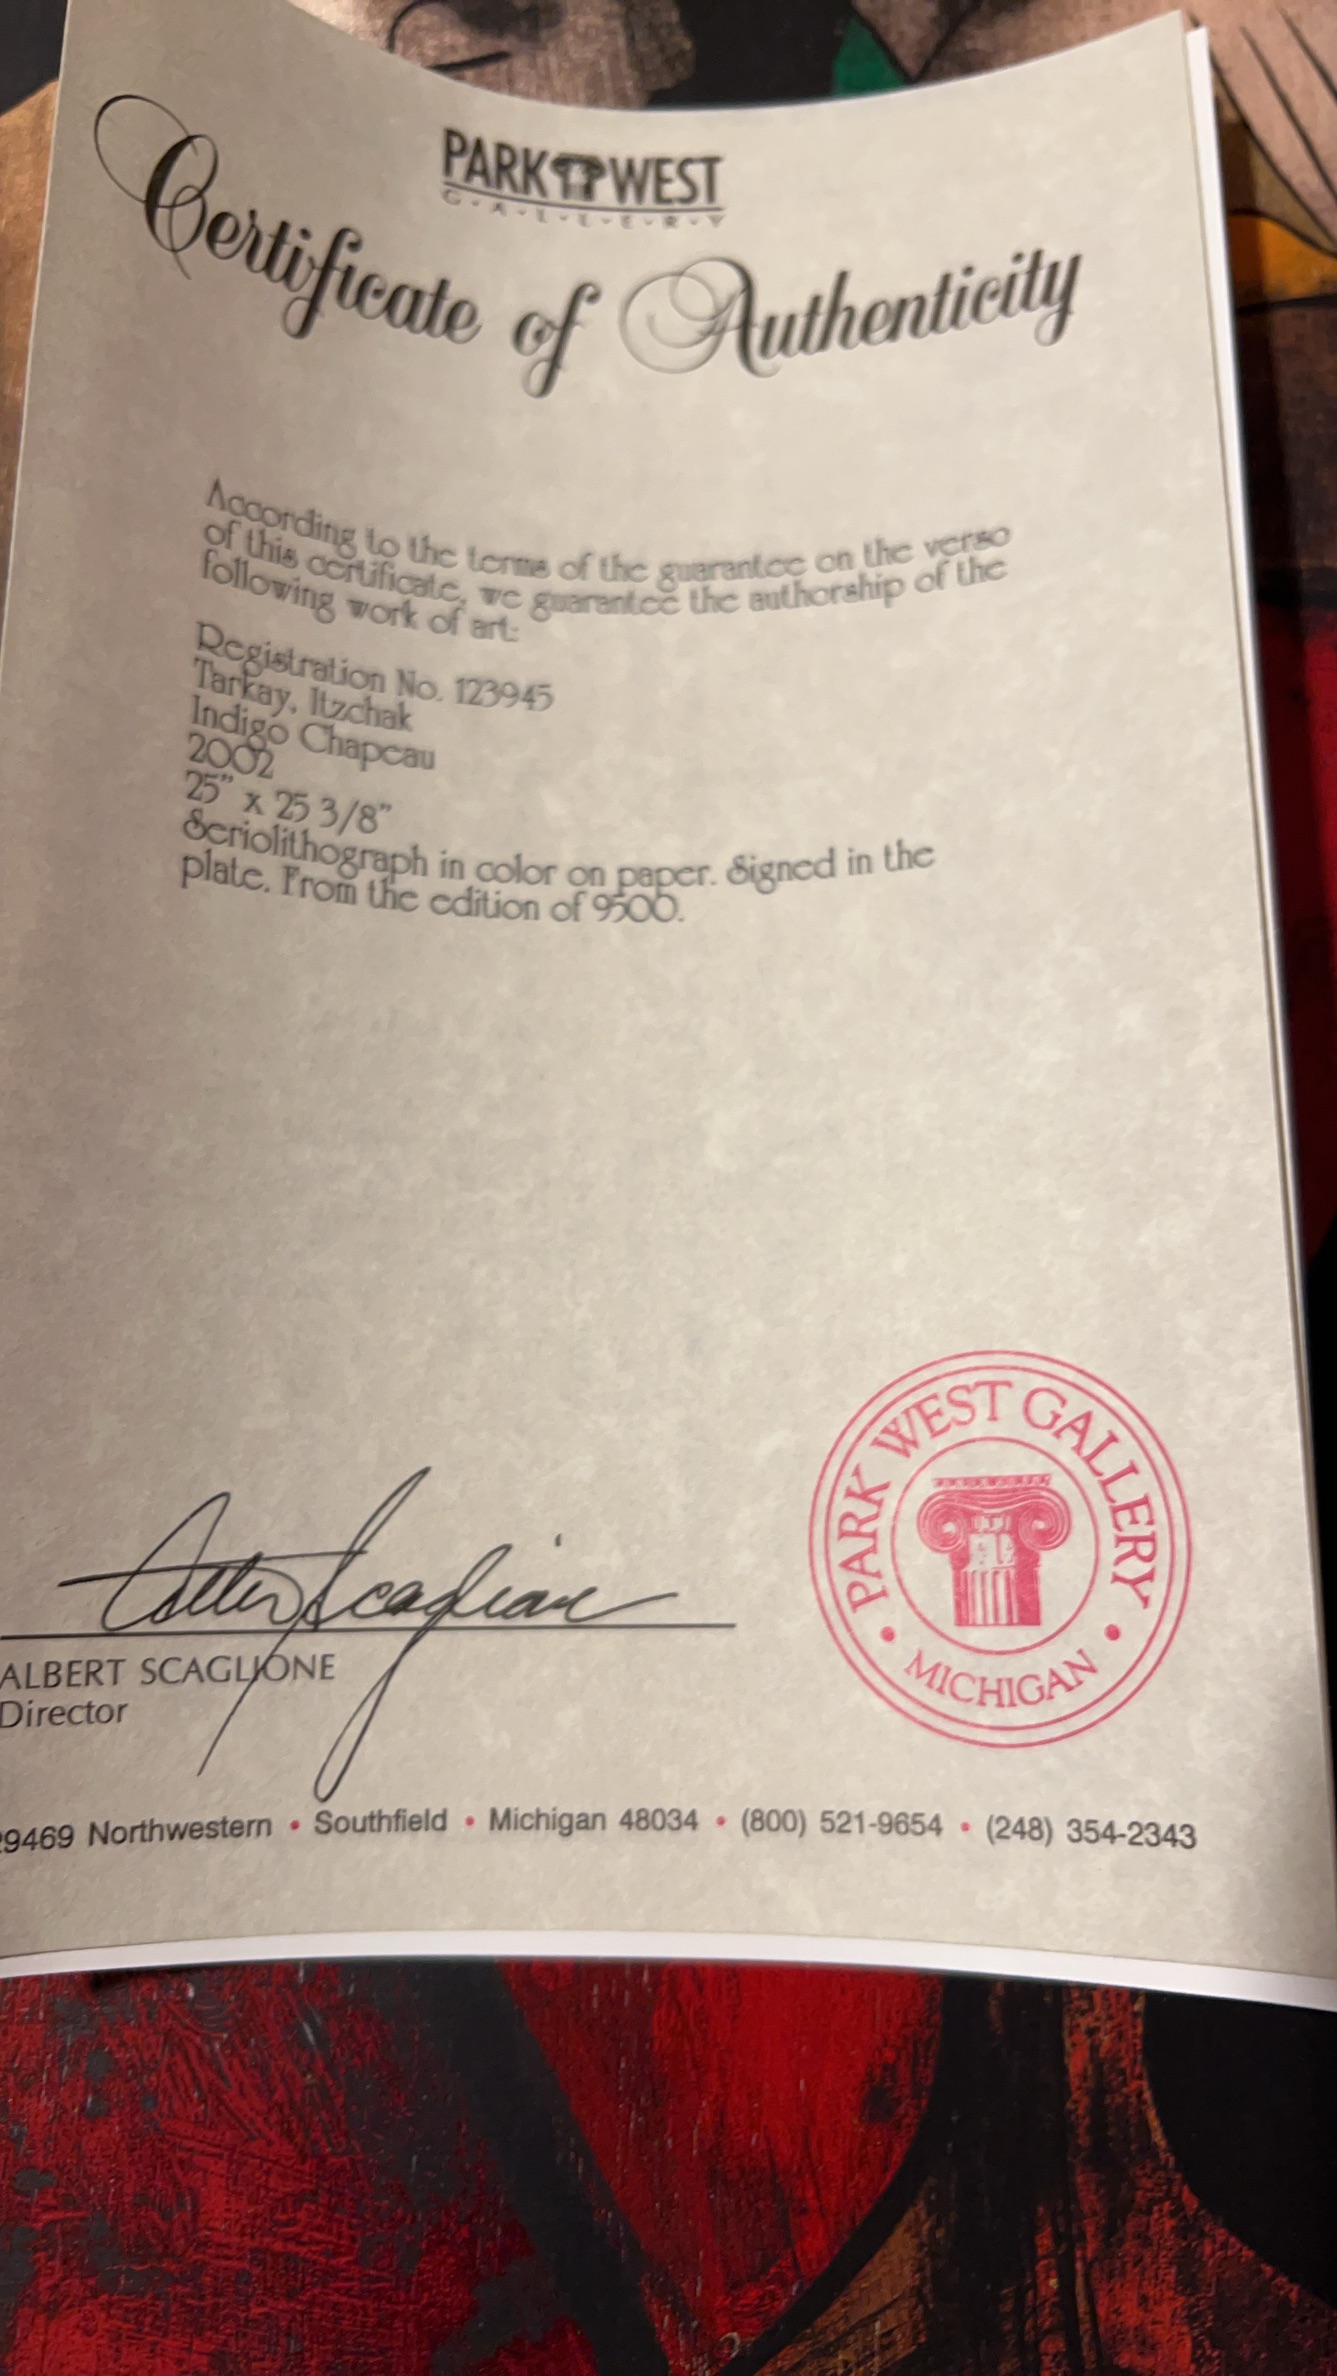 PARK WEST
G·A·L·L·E·R·Y
Certificate of Authenticity
According to the terms of the guarantee on the verso
of this certificate, we guarantee the authorship of the
following work of art:
Registration No. 123945
Tarkay, Itzchak
Indigo Chapeau
2002
25" x 25 3/8"
Seriolithograph in color on paper. Signed in the
plate. From the edition of 9500.
Albert Scaglione
ALBERT SCAGLIONE
Director
PARK WEST GALLERY
• MICHIGAN •
9469 Northwestern • Southfield • Michigan 48034 • (800) 521-9654 • (248) 354-2343